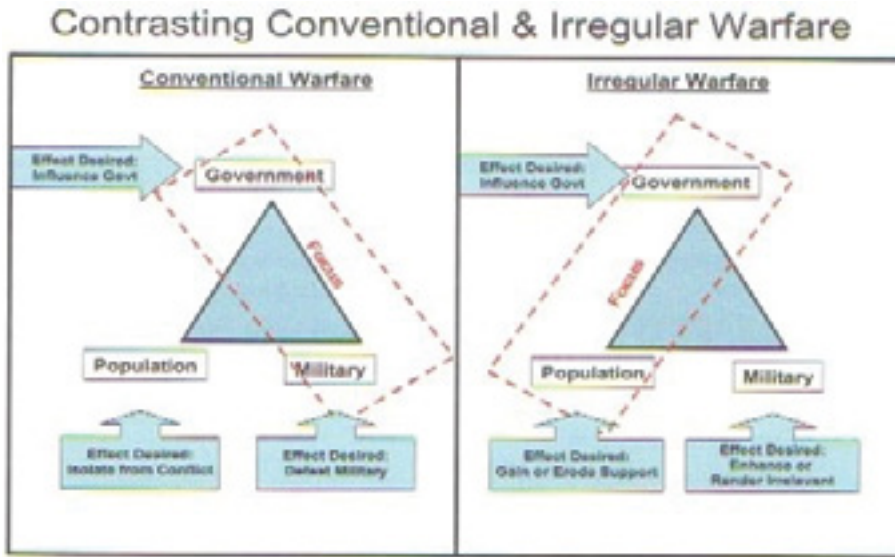 Contrasting Conventional & Irregular Warfare
Conventional Warfare
Effect Desired:
Influence Govt
Government
Focus
Population
Military
Effect Desired:
Isolate from Conflict
Effect Desired:
Defeat Military
Irregular Warfare
Effect Desired:
Influence Govt
Government
Focus
Population
Military
Effect Desired:
Gain or Erode Support
Effect Desired:
Enhance or
Render Irrelevant